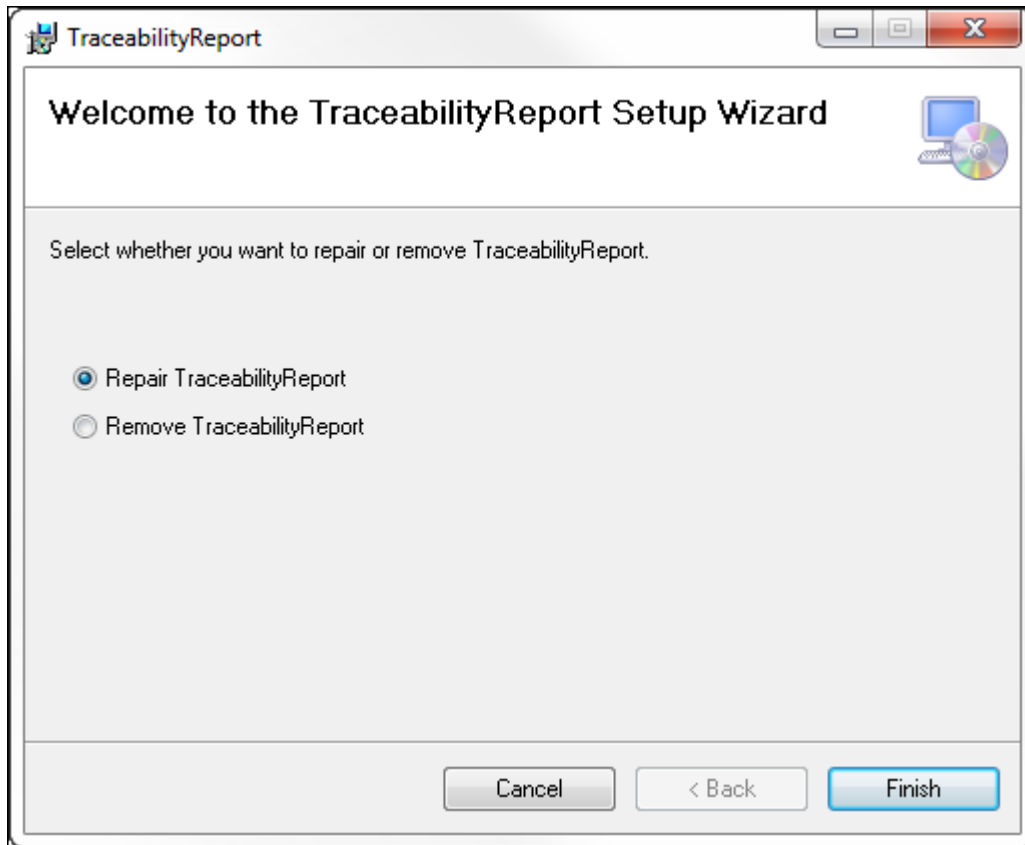 TraceabilityReport
Welcome to the TraceabilityReport Setup Wizard
Select whether you want to repair or remove TraceabilityReport.
Repair TraceabilityReport
Remove TraceabilityReport
Cancel
< Back
Finish